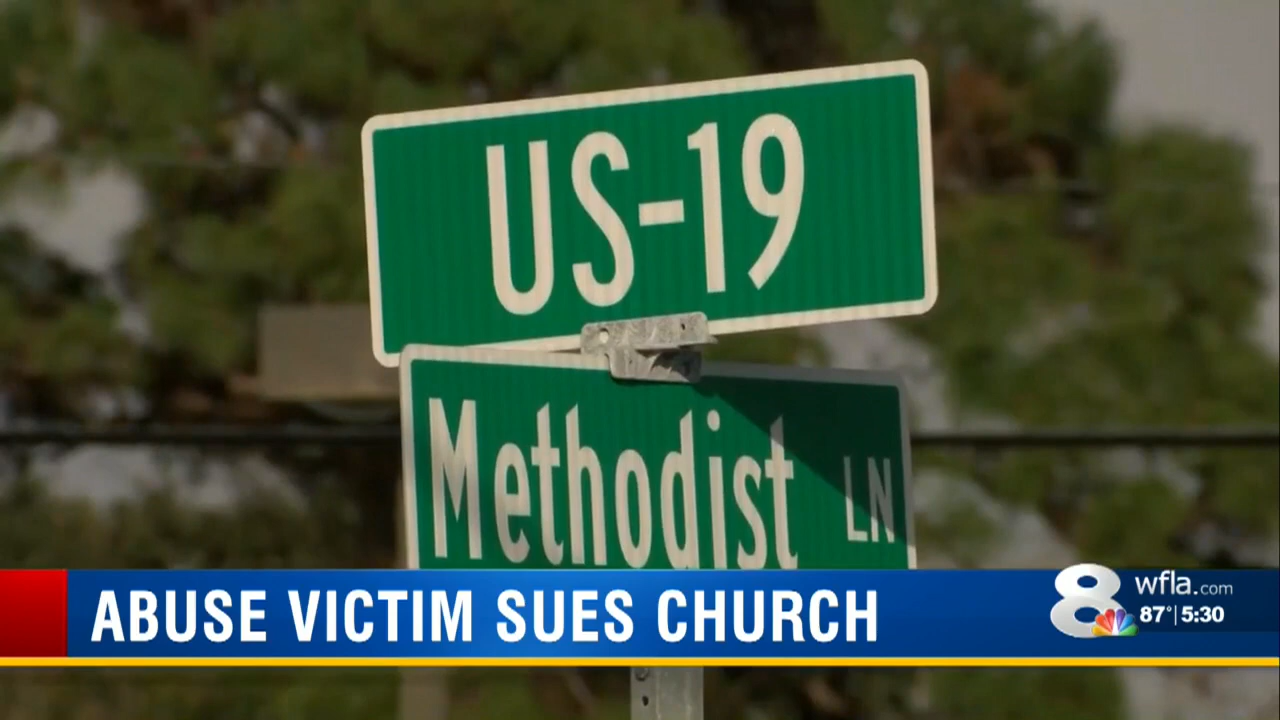 US-19
Methodist LN
ABUSE VICTIM SUES CHURCH
8 wfla.com
87° | 5:30